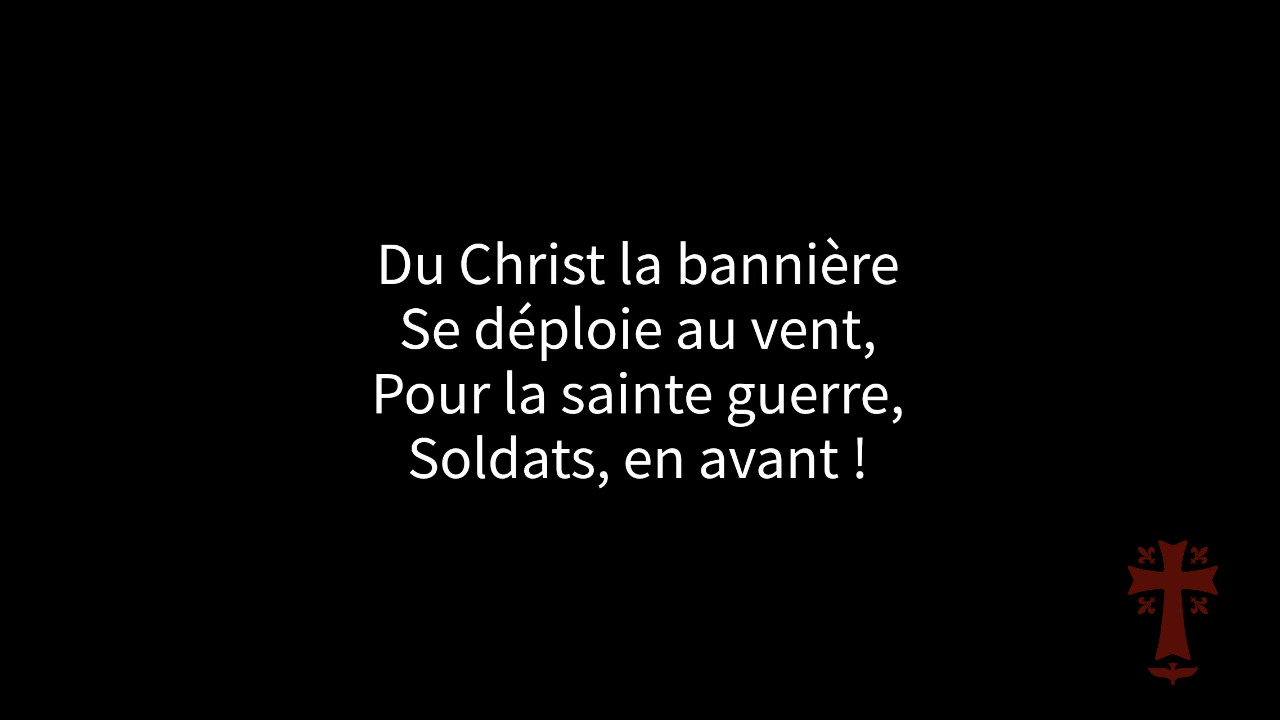 Du Christ la bannière
Se déploie au vent,
Pour la sainte guerre,
Soldats, en avant !